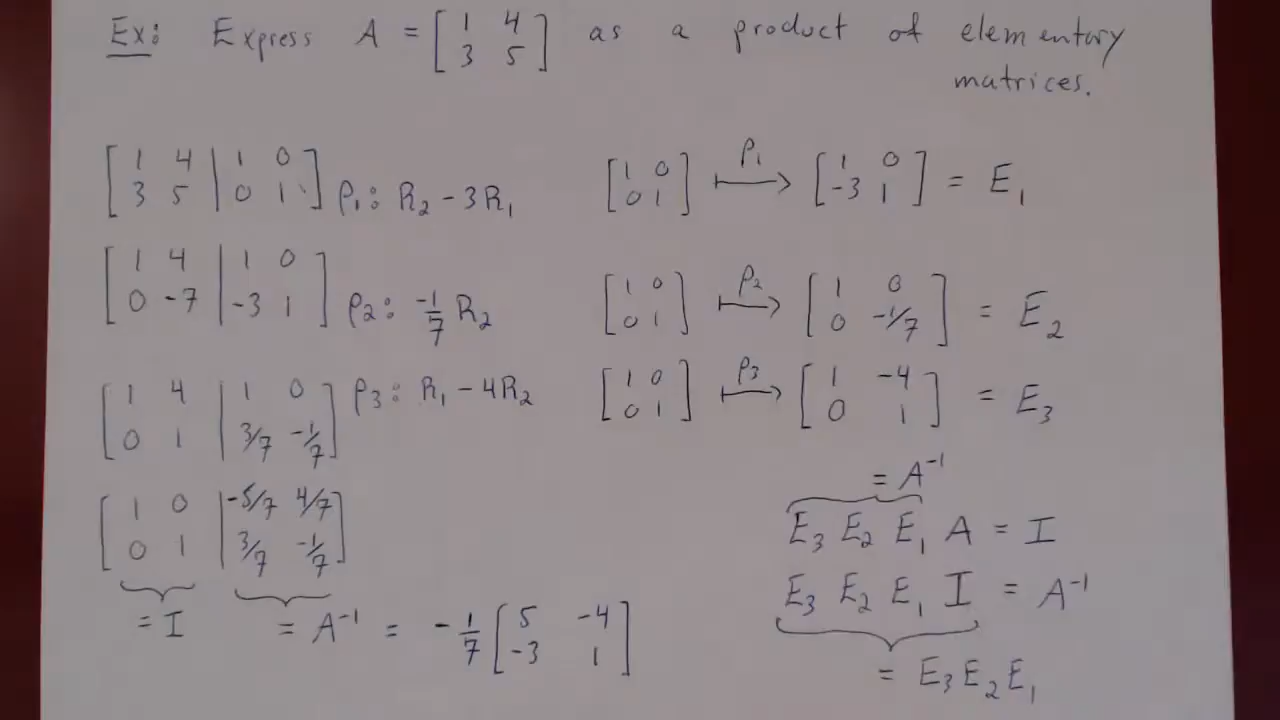 Ex: Express A = [1 4; 3 5] as a product of elementary
matrices.
[1 4 | 1 0; 3 5 | 0 1] ρ₁: R₂ - 3R₁
[1 0; 0 1] ↦ρ₁ [1 0; -3 1] = E₁
[1 4 | 1 0; 0 -7 | -3 1] ρ₂: -1/7 R₂
[1 0; 0 1] ↦ρ₂ [1 0; 0 -1/7] = E₂
[1 4 | 1 0; 0 1 | 3/7 -1/7] ρ₃: R₁ - 4R₂
[1 0; 0 1] ↦ρ₃ [1 -4; 0 1] = E₃
[1 0 | -5/7 4/7; 0 1 | 3/7 -1/7]
= I
= A⁻¹ = -1/7 [5 -4; -3 1]
= A⁻¹
E₃ E₂ E₁ A = I
E₃ E₂ E₁ I = A⁻¹
= E₃ E₂ E₁